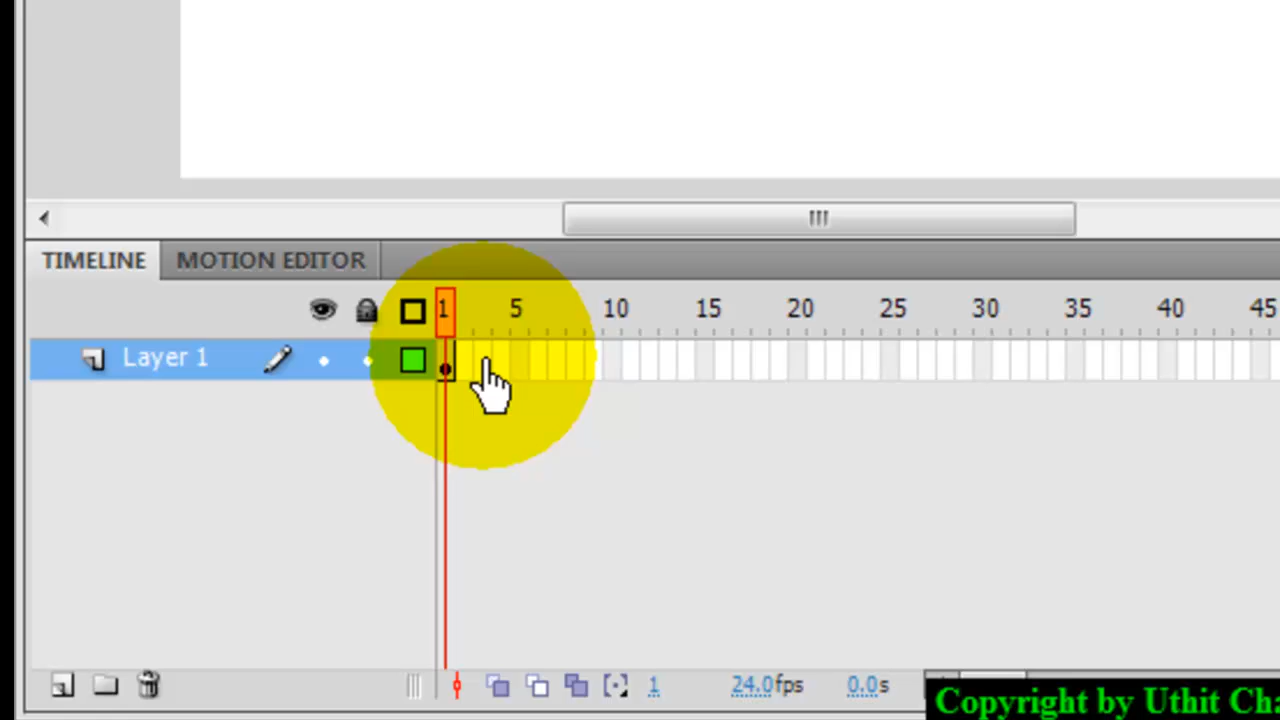 TIMELINE MOTION EDITOR
1 5 10 15 20 25 30 35 40 45
Layer 1
1 24.0fps 0.0s
Copyright by Uthit Cha